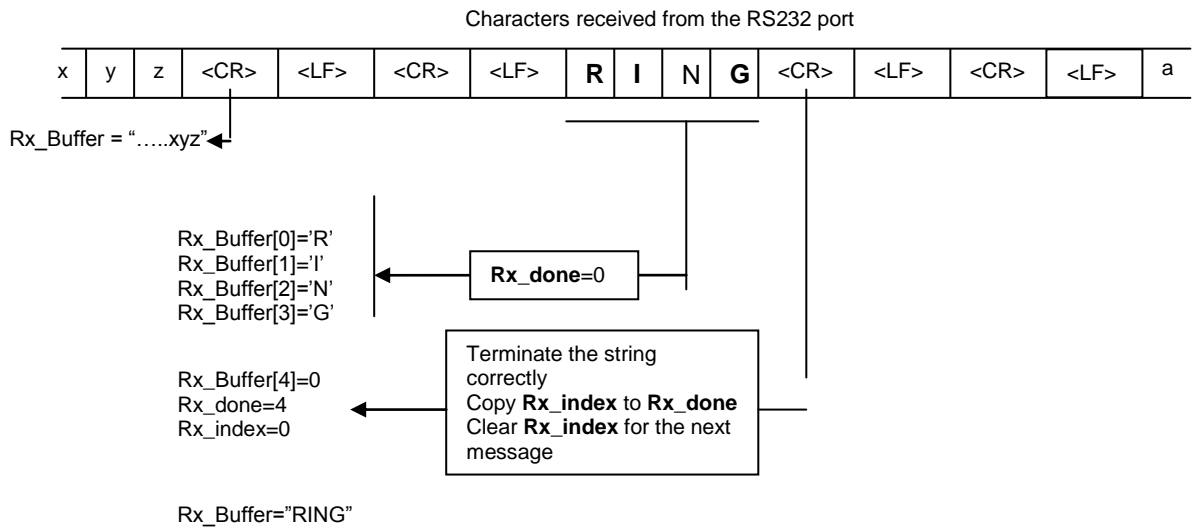 Characters received from the RS232 port
x y z <CR> <LF> <CR> <LF> R I N G <CR> <LF> <CR> <LF> a
Rx_Buffer = “…..xyz”
Rx_Buffer[0]=’R’
Rx_Buffer[1]=’I’
Rx_Buffer[2]=’N’
Rx_Buffer[3]=’G’
Rx_done=0
Terminate the string
correctly
Copy Rx_index to Rx_done
Clear Rx_index for the next
message
Rx_Buffer[4]=0
Rx_done=4
Rx_index=0
Rx_Buffer=”RING”